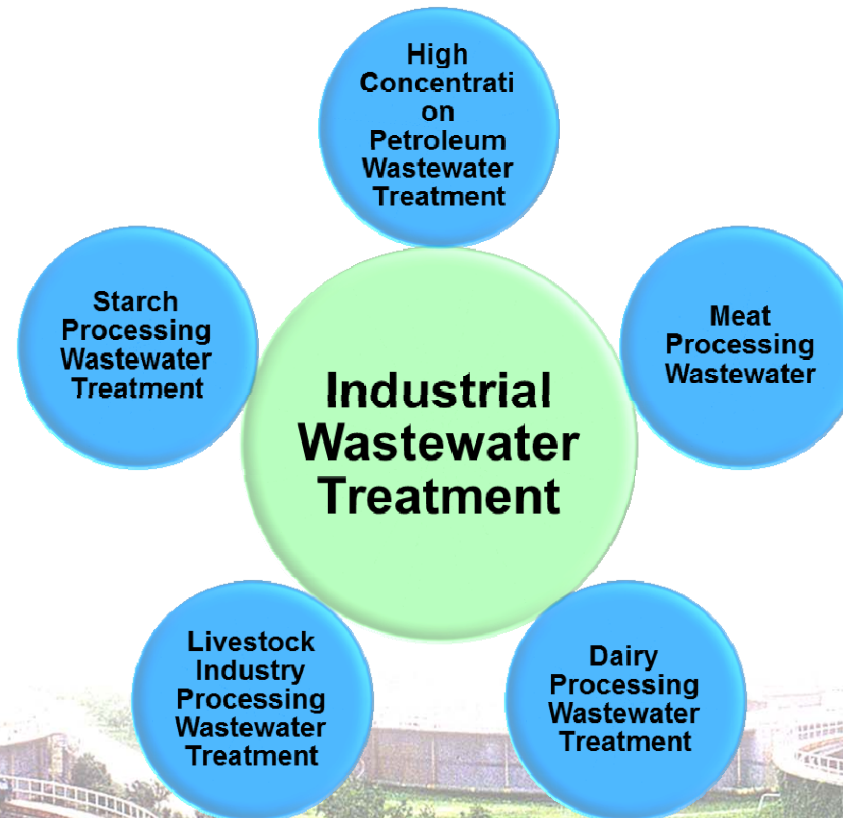 High
Concentrati
on
Petroleum
Wastewater
Treatment
Starch
Processing
Wastewater
Treatment
Meat
Processing
Wastewater
Industrial
Wastewater
Treatment
Livestock
Industry
Processing
Wastewater
Treatment
Dairy
Processing
Wastewater
Treatment